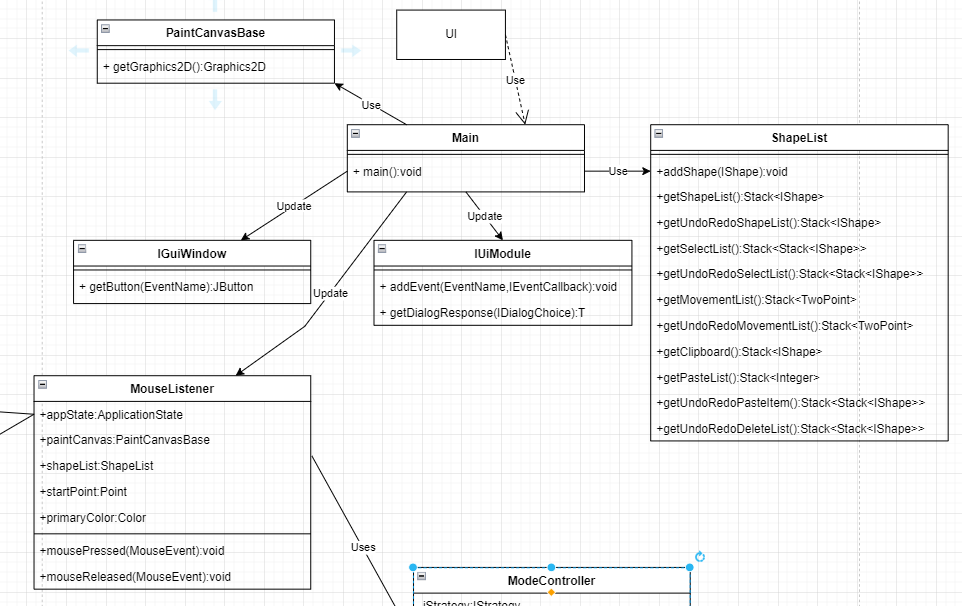 PaintCanvasBase
+ getGraphics2D():Graphics2D
UI
Use
Use
Main
+ main():void
Use
ShapeList
+addShape(IShape):void
+getShapeList():Stack<IShape>
+getUndoRedoShapeList():Stack<IShape>
+getSelectList():Stack<Stack<IShape>>
+getUndoRedoSelectList():Stack<Stack<IShape>>
+getMovementList():Stack<TwoPoint>
+getUndoRedoMovementList():Stack<TwoPoint>
+getClipboard():Stack<IShape>
+getPasteList():Stack<Integer>
+getUndoRedoPasteItem():Stack<Stack<IShape>>
+getUndoRedoDeleteList():Stack<Stack<IShape>>
Update
Update
Update
IGuiWindow
+ getButton(EventName):JButton
IUiModule
+ addEvent(EventName,IEventCallback):void
+ getDialogResponse(IDialogChoice):T
MouseListener
+appState:ApplicationState
+paintCanvas:PaintCanvasBase
+shapeList:ShapeList
+startPoint:Point
+primaryColor:Color
+mousePressed(MouseEvent):void
+mouseReleased(MouseEvent):void
Uses
ModeController
iStrategy:IStrategy